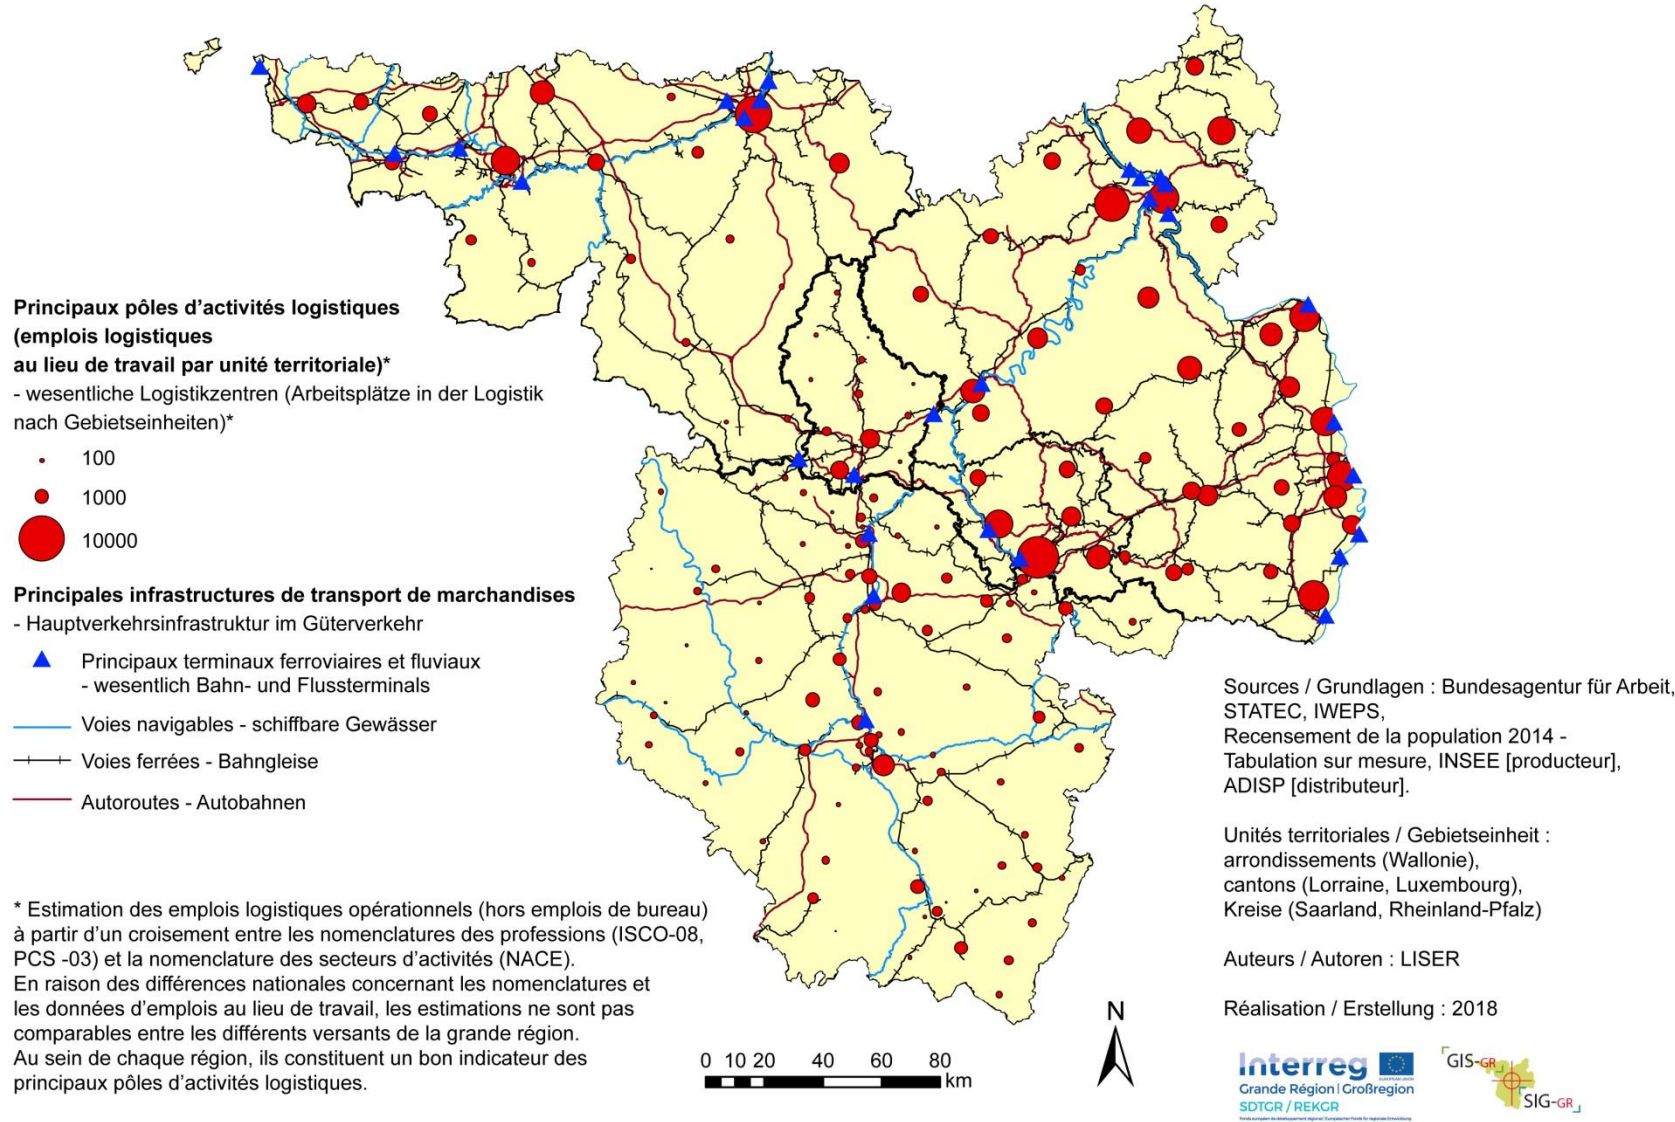 Principaux pôles d’activités logistiques
(emplois logistiques
au lieu de travail par unité territoriale)*
- wesentliche Logistikzentren (Arbeitsplätze in der Logistik
nach Gebietseinheiten)*
100
1000
10000
Principales infrastructures de transport de marchandises
- Hauptverkehrsinfrastruktur im Güterverkehr
Principaux terminaux ferroviaires et fluviaux
- wesentlich Bahn- und Flussterminals
Voies navigables - schiffbare Gewässer
Voies ferrées - Bahngleise
Autoroutes - Autobahnen
* Estimation des emplois logistiques opérationnels (hors emplois de bureau)
à partir d’un croisement entre les nomenclatures des professions (ISCO-08,
PCS -03) et la nomenclature des secteurs d’activités (NACE).
En raison des différences nationales concernant les nomenclatures et
les données d’emplois au lieu de travail, les estimations ne sont pas
comparables entre les différents versants de la grande région.
Au sein de chaque région, ils constituent un bon indicateur des
principaux pôles d’activités logistiques.
0 10 20 40 60 80
km
N
Sources / Grundlagen : Bundesagentur für Arbeit,
STATEC, IWEPS,
Recensement de la population 2014 -
Tabulation sur mesure, INSEE [producteur],
ADISP [distributeur].
Unités territoriales / Gebietseinheit :
arrondissements (Wallonie),
cantons (Lorraine, Luxembourg),
Kreise (Saarland, Rheinland-Pfalz)
Auteurs / Autoren : LISER
Réalisation / Erstellung : 2018
Interreg
EUROPEAN UNION
Grande Région | Großregion
SDTGR / REKGR
GIS-GR
SIG-GR